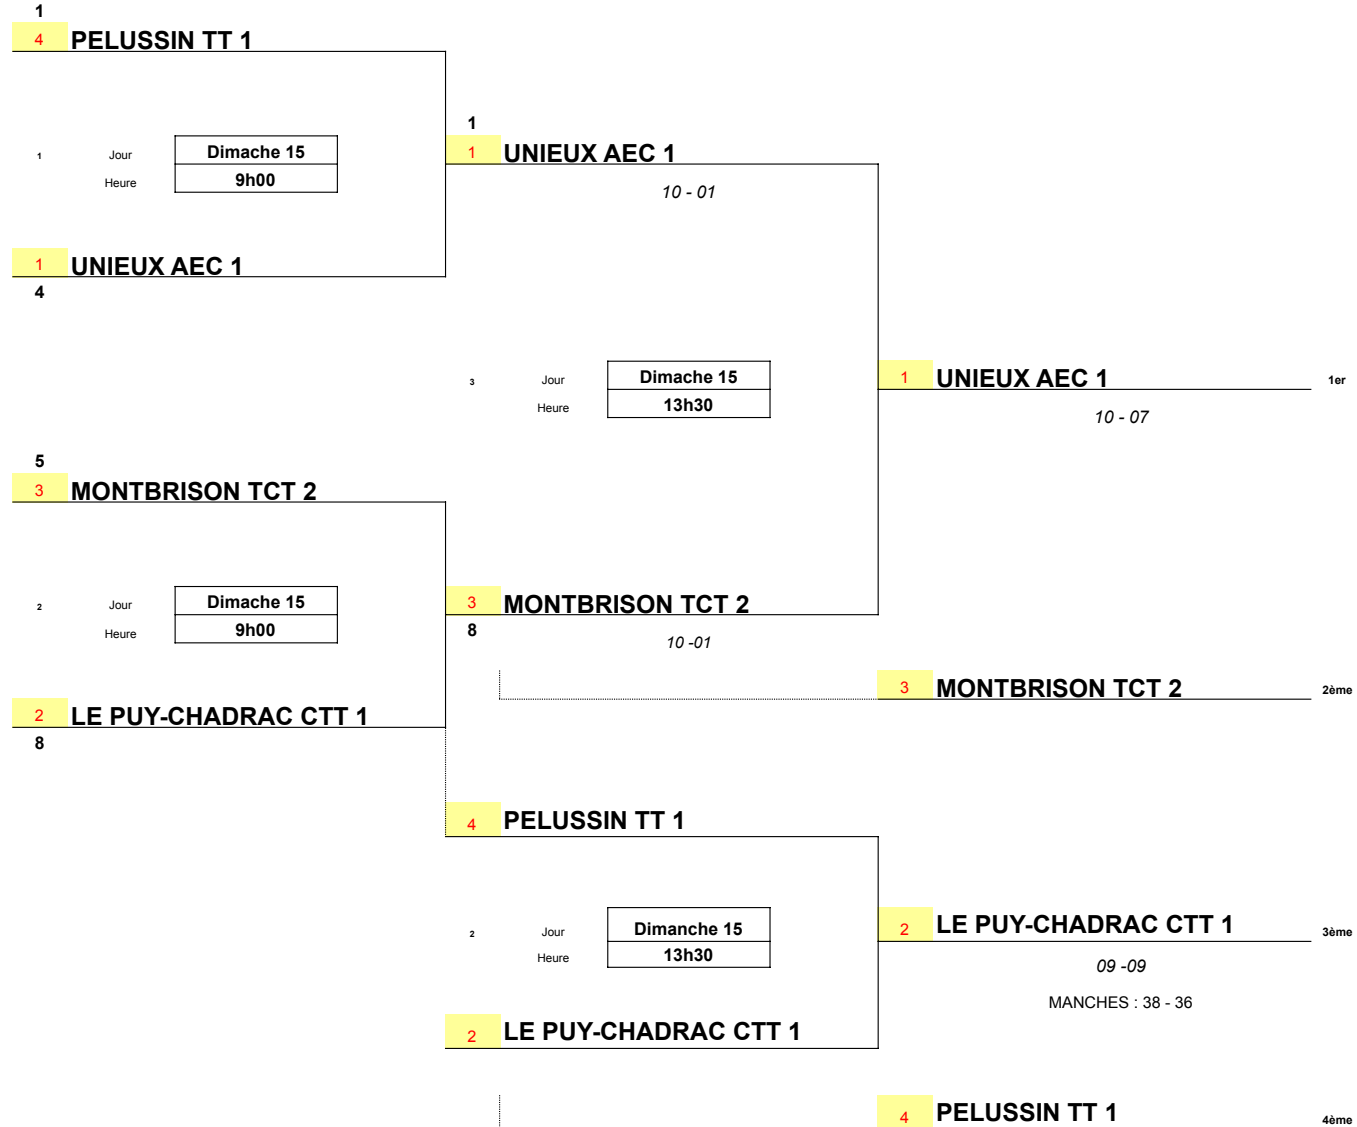 1
4 PELUSSIN TT 1
1
1 Jour Dimache 15
1 UNIEUX AEC 1
Heure 9h00
10 - 01
1 UNIEUX AEC 1
4
3 Jour Dimache 15
Heure 13h30
1 UNIEUX AEC 1 1er
10 - 07
5
3 MONTBRISON TCT 2
2 Jour Dimache 15
Heure 9h00
3 MONTBRISON TCT 2
8
10 -01
3 MONTBRISON TCT 2 2ème
2 LE PUY-CHADRAC CTT 1
8
4 PELUSSIN TT 1
2 Jour Dimanche 15
Heure 13h30
2 LE PUY-CHADRAC CTT 1 3ème
09 -09
MANCHES : 38 - 36
2 LE PUY-CHADRAC CTT 1
4 PELUSSIN TT 1 4ème